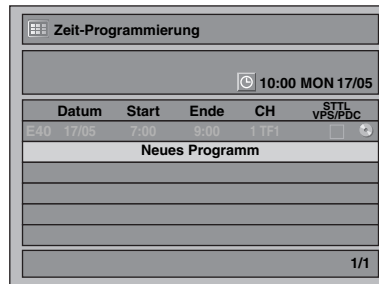 Zeit-Programmierung
10:00 MON 17/05
Datum Start Ende CH STTL VPS/PDC
E40 17/05 7:00 9:00 1 TF1
Neues Programm
1/1